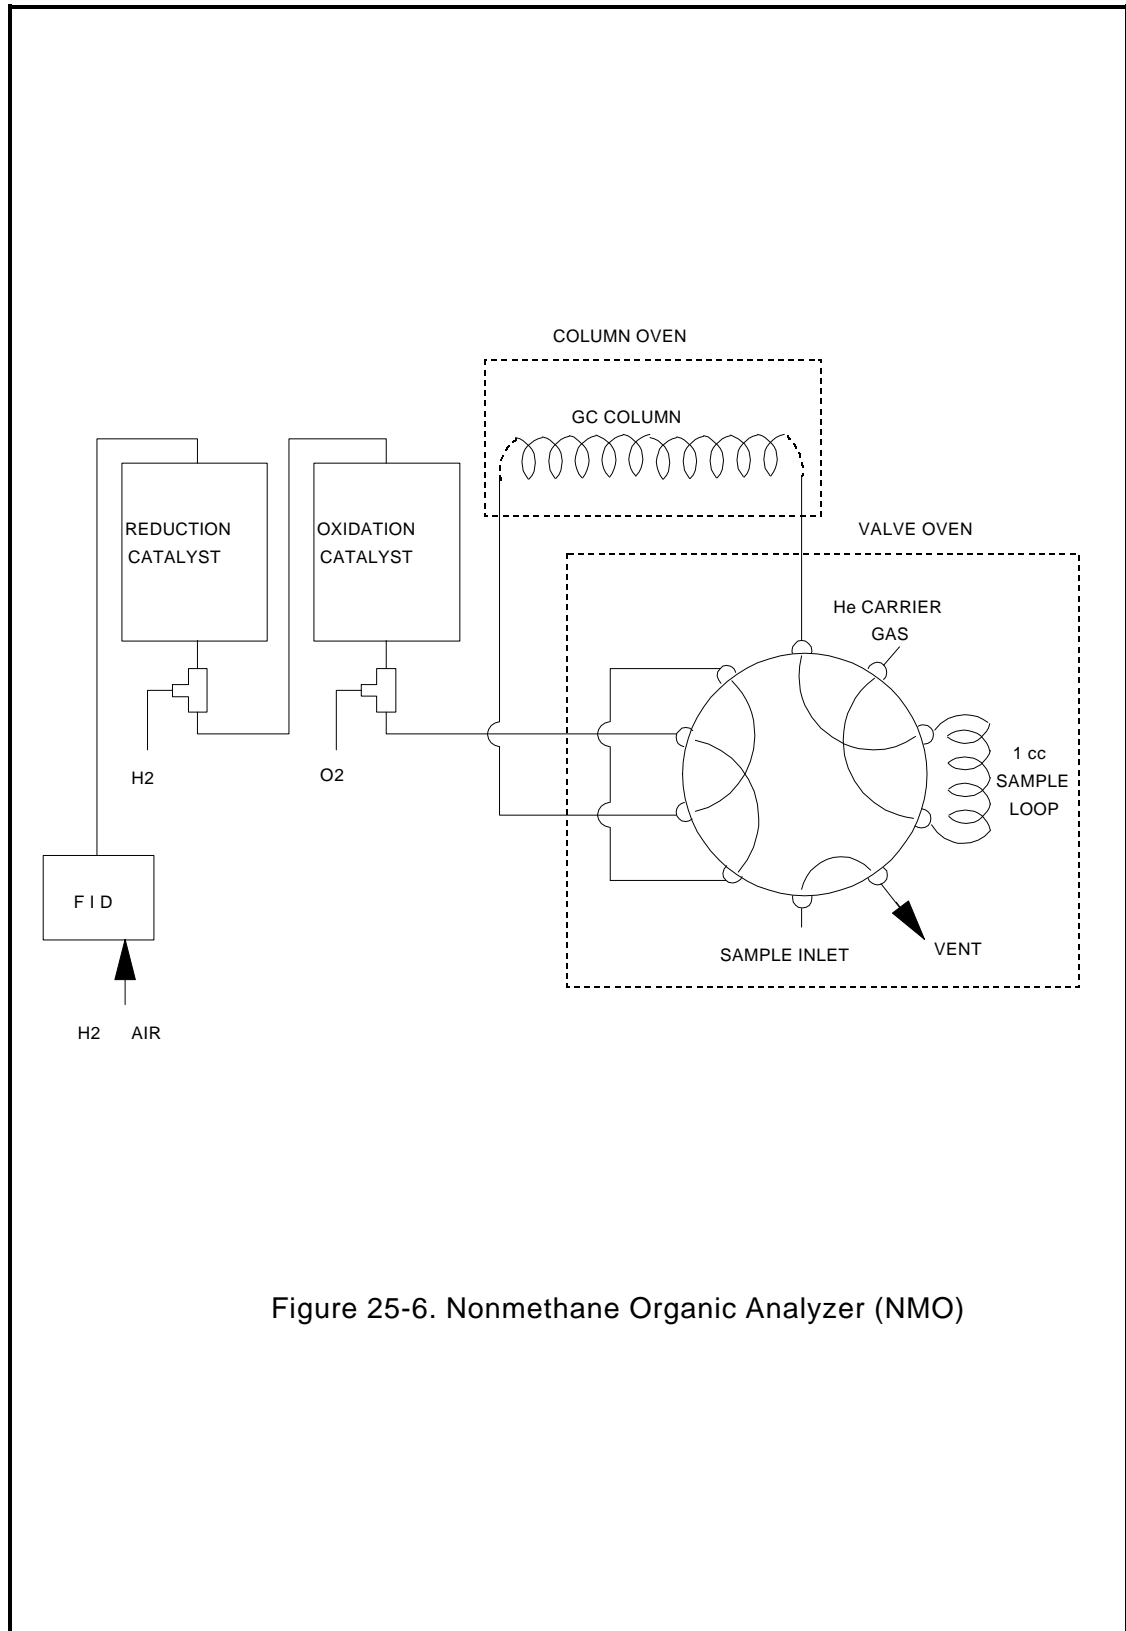 COLUMN OVEN
GC COLUMN
REDUCTION
CATALYST
OXIDATION
CATALYST
VALVE OVEN
He CARRIER
GAS
1 cc
SAMPLE
LOOP
H2
O2
F I D
SAMPLE INLET
VENT
H2 AIR
Figure 25-6. Nonmethane Organic Analyzer (NMO)